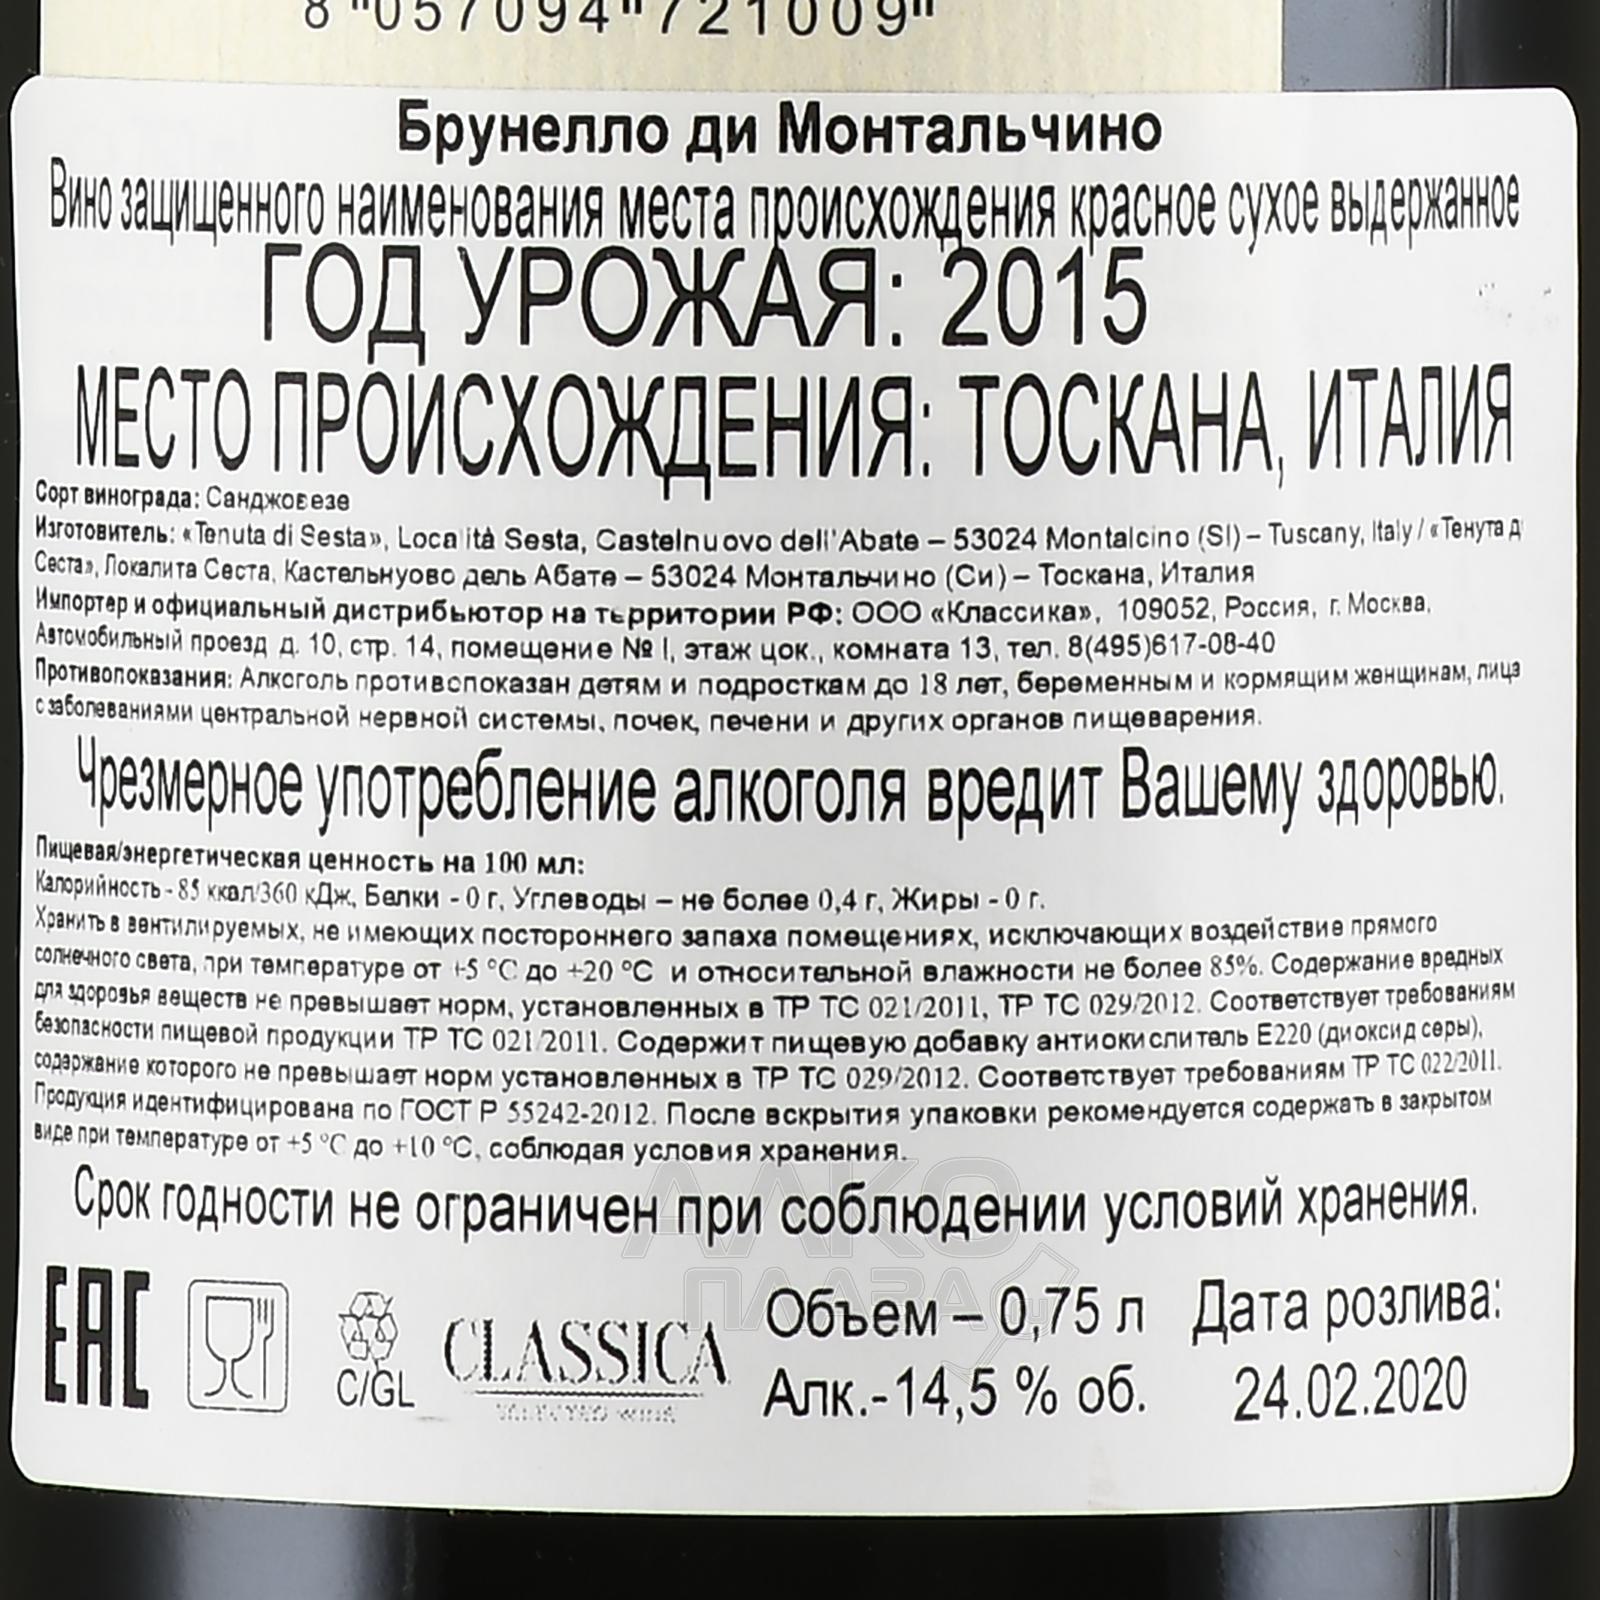 8 "057094"721009"
Брунелло ди Монтальчино
Вино защищенного наименования места происхождения красное сухое выдержанное
ГОД УРОЖАЯ: 2015
МЕСТО ПРОИСХОЖДЕНИЯ: ТОСКАНА, ИТАЛИЯ
Сорт винограда: Санджовезе
Изготовитель: «Tenuta di Sesta», Località Sesta, Castelnuovo dell'Abate – 53024 Montalcino (SI) – Tuscany, Italy / «Тенута д
Сеста», Локалита Сеста, Кастельнуово дель Абате – 53024 Монтальчино (Си) – Тоскана, Италия
Импортер и официальный дистрибьютор на территории РФ: ООО «Классика», 109052, Россия, г. Москва,
Автомобильный проезд д. 10, стр. 14, помещение № I, этаж цок., комната 13, тел. 8(495)617-08-40
Противопоказания: Алкоголь противопоказан детям и подросткам до 18 лет, беременным и кормящим женщинам, лица
с заболеваниями центральной нервной системы, почек, печени и других органов пищеварения.
Чрезмерное употребление алкоголя вредит Вашему здоровью.
Пищевая/энергетическая ценность на 100 мл:
Калорийность - 85 ккал/360 кДж, Белки - 0 г, Углеводы – не более 0,4 г, Жиры - 0 г.
Хранить в вентилируемых, не имеющих постороннего запаха помещениях, исключающих воздействие прямого
солнечного света, при температуре от +5 °С до +20 °С и относительной влажности не более 85%. Содержание вредных
для здоровья веществ не превышает норм, установленных в ТР ТС 021/2011, ТР ТС 029/2012. Соответствует требованиям
безопасности пищевой продукции ТР ТС 021/2011. Содержит пищевую добавку антиокислитель Е220 (диоксид серы),
содержание которого не превышает норм установленных в ТР ТС 029/2012. Соответствует требованиям ТР ТС 022/2011.
Продукция идентифицирована по ГОСТ Р 55242-2012. После вскрытия упаковки рекомендуется содержать в закрытом
виде при температуре от +5 °С до +10 °С, соблюдая условия хранения.
Срок годности не ограничен при соблюдении условий хранения.
АЛКО
ПЛАЗА
ЕАС
C/GL
CLASSICA
SELECTED WINE
Объем – 0,75 л
Алк.-14,5 % об.
Дата розлива:
24.02.2020